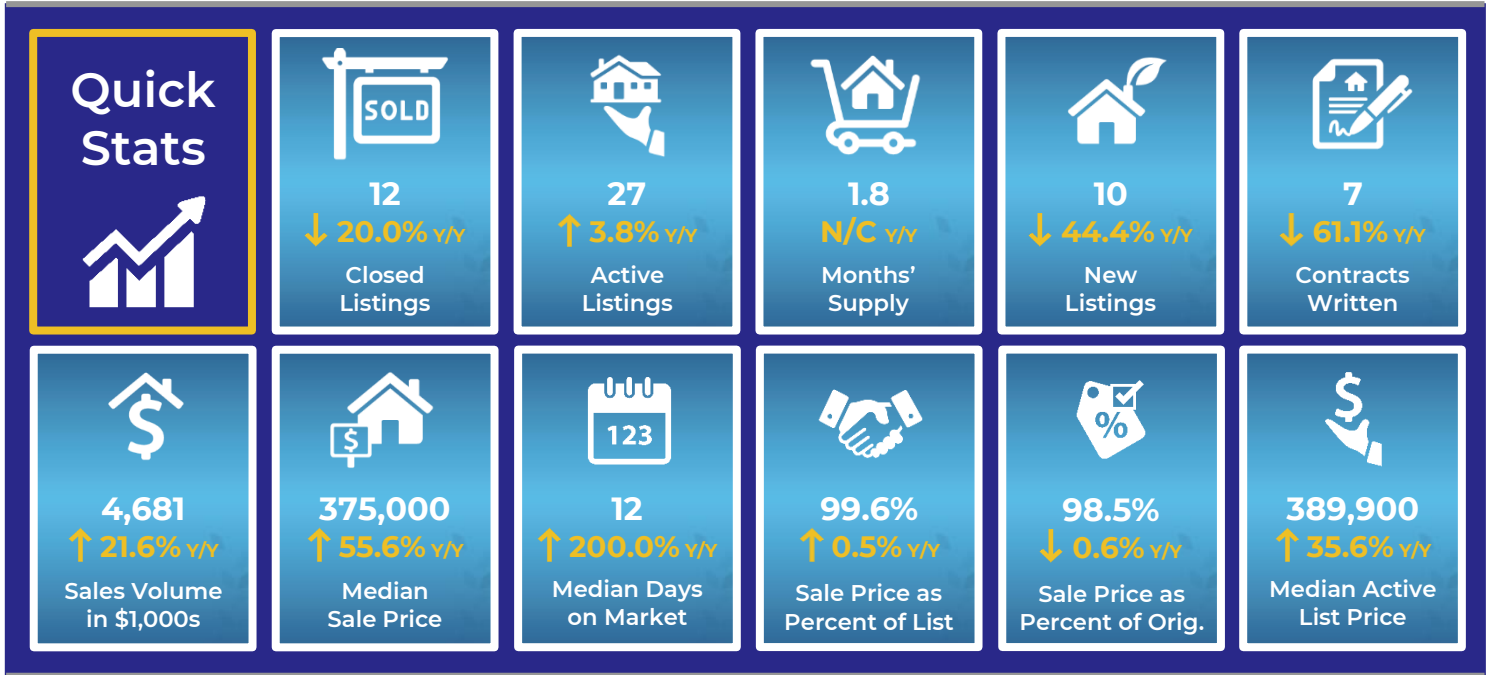 Quick
Stats
SOLD
12
↓ 20.0% Y/Y
Closed
Listings
27
↑ 3.8% Y/Y
Active
Listings
1.8
N/C Y/Y
Months’
Supply
10
↓ 44.4% Y/Y
New
Listings
7
↓ 61.1% Y/Y
Contracts
Written
$
4,681
↑ 21.6% Y/Y
Sales Volume
in $1,000s
$
375,000
↑ 55.6% Y/Y
Median
Sale Price
123
12
↑ 200.0% Y/Y
Median Days
on Market
99.6%
↑ 0.5% Y/Y
Sale Price as
Percent of List
%
98.5%
↓ 0.6% Y/Y
Sale Price as
Percent of Orig.
$
389,900
↑ 35.6% Y/Y
Median Active
List Price